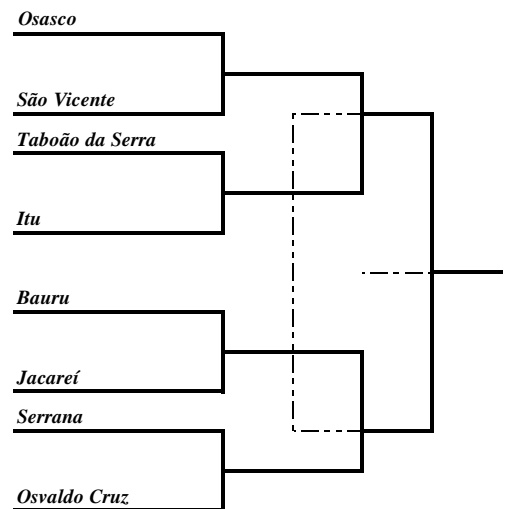 Osasco
São Vicente
Taboão da Serra
Itu
Bauru
Jacareí
Serrana
Osvaldo Cruz